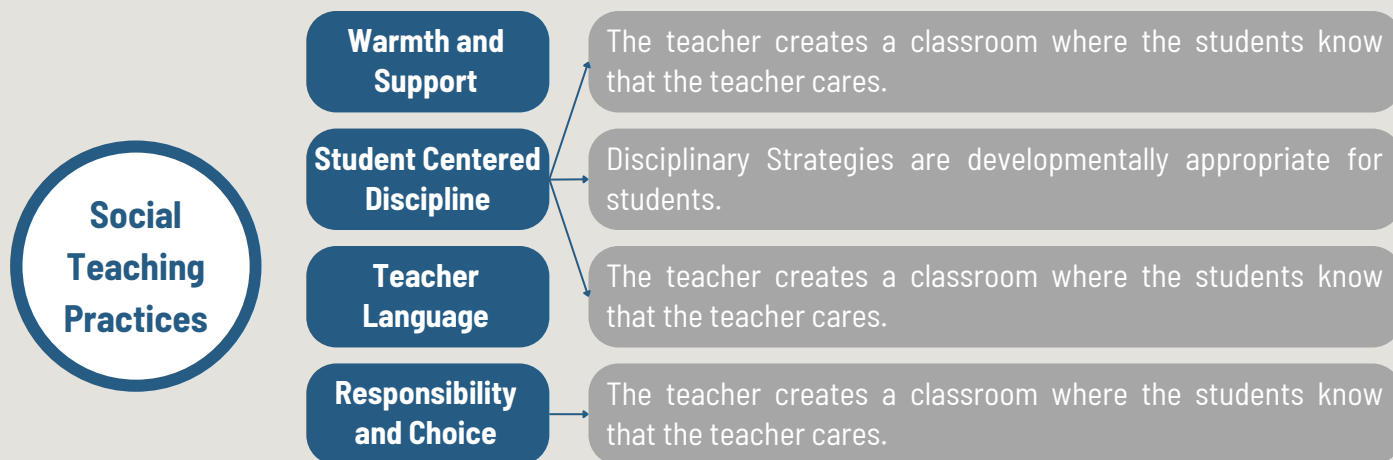 Social
Teaching
Practices
Warmth and
Support
The teacher creates a classroom where the students know
that the teacher cares.
Student Centered
Discipline
Disciplinary Strategies are developmentally appropriate for
students.
Teacher
Language
The teacher creates a classroom where the students know
that the teacher cares.
Responsibility
and Choice
The teacher creates a classroom where the students know
that the teacher cares.